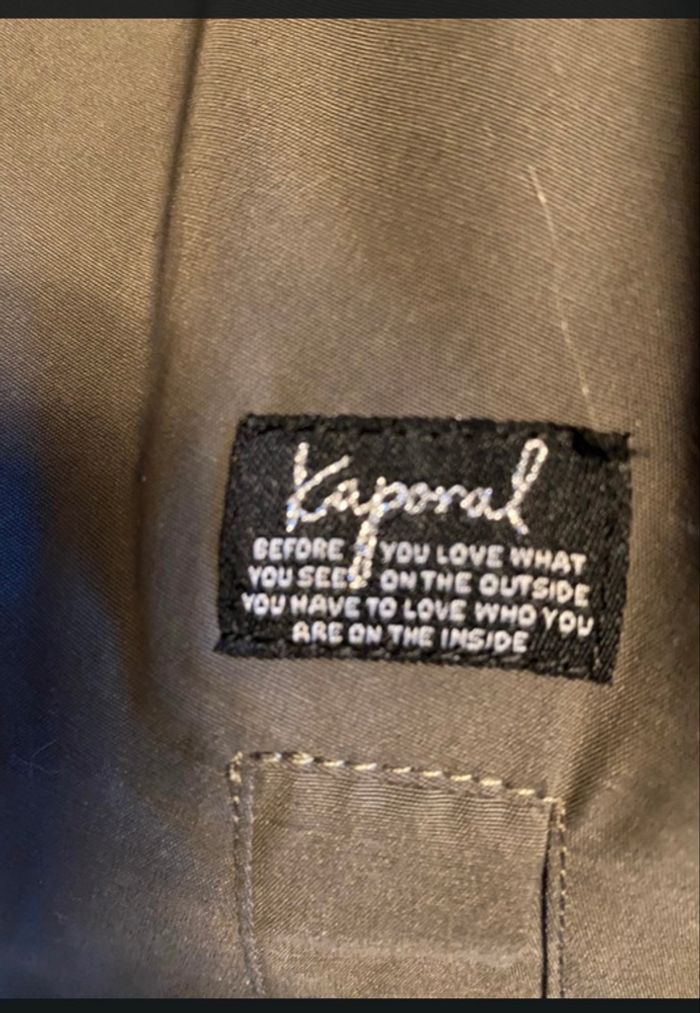 Kaporal
BEFORE YOU LOVE WHAT
YOU SEE ON THE OUTSIDE
YOU HAVE TO LOVE WHO YOU
ARE ON THE INSIDE